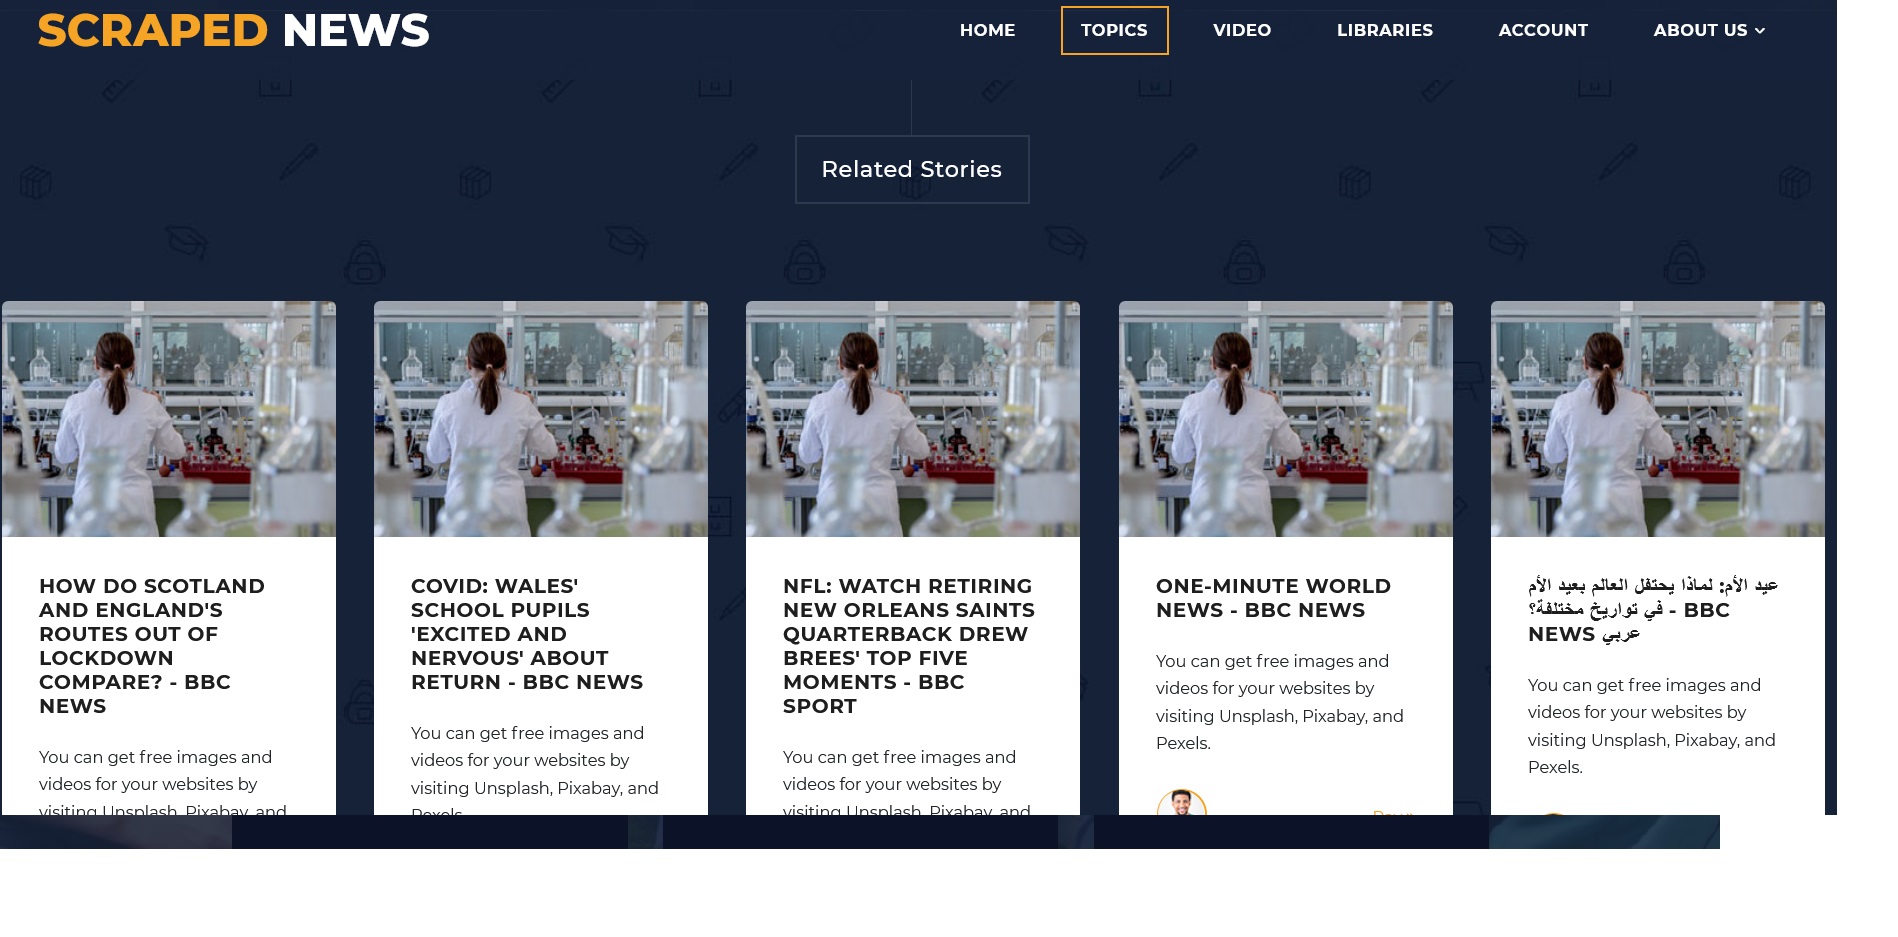 SCRAPED NEWS
HOME
TOPICS
VIDEO
LIBRARIES
ACCOUNT
ABOUT US
Related Stories
HOW DO SCOTLAND
AND ENGLAND'S
ROUTES OUT OF
LOCKDOWN
COMPARE? - BBC
NEWS
You can get free images and
videos for your websites by
visiting Unsplash, Pixabay, and
COVID: WALES'
SCHOOL PUPILS
'EXCITED AND
NERVOUS' ABOUT
RETURN - BBC NEWS
You can get free images and
videos for your websites by
visiting Unsplash, Pixabay, and
Pexels.
NFL: WATCH RETIRING
NEW ORLEANS SAINTS
QUARTERBACK DREW
BREES' TOP FIVE
MOMENTS - BBC
SPORT
You can get free images and
videos for your websites by
visiting Unsplash, Pixabay, and
ONE-MINUTE WORLD
NEWS - BBC NEWS
You can get free images and
videos for your websites by
visiting Unsplash, Pixabay, and
Pexels.
عيد الأم: لماذا يحتفل العالم بعيد الأم
في تواريخ مختلفة؟ - BBC
NEWS عربي
You can get free images and
videos for your websites by
visiting Unsplash, Pixabay, and
Pexels.